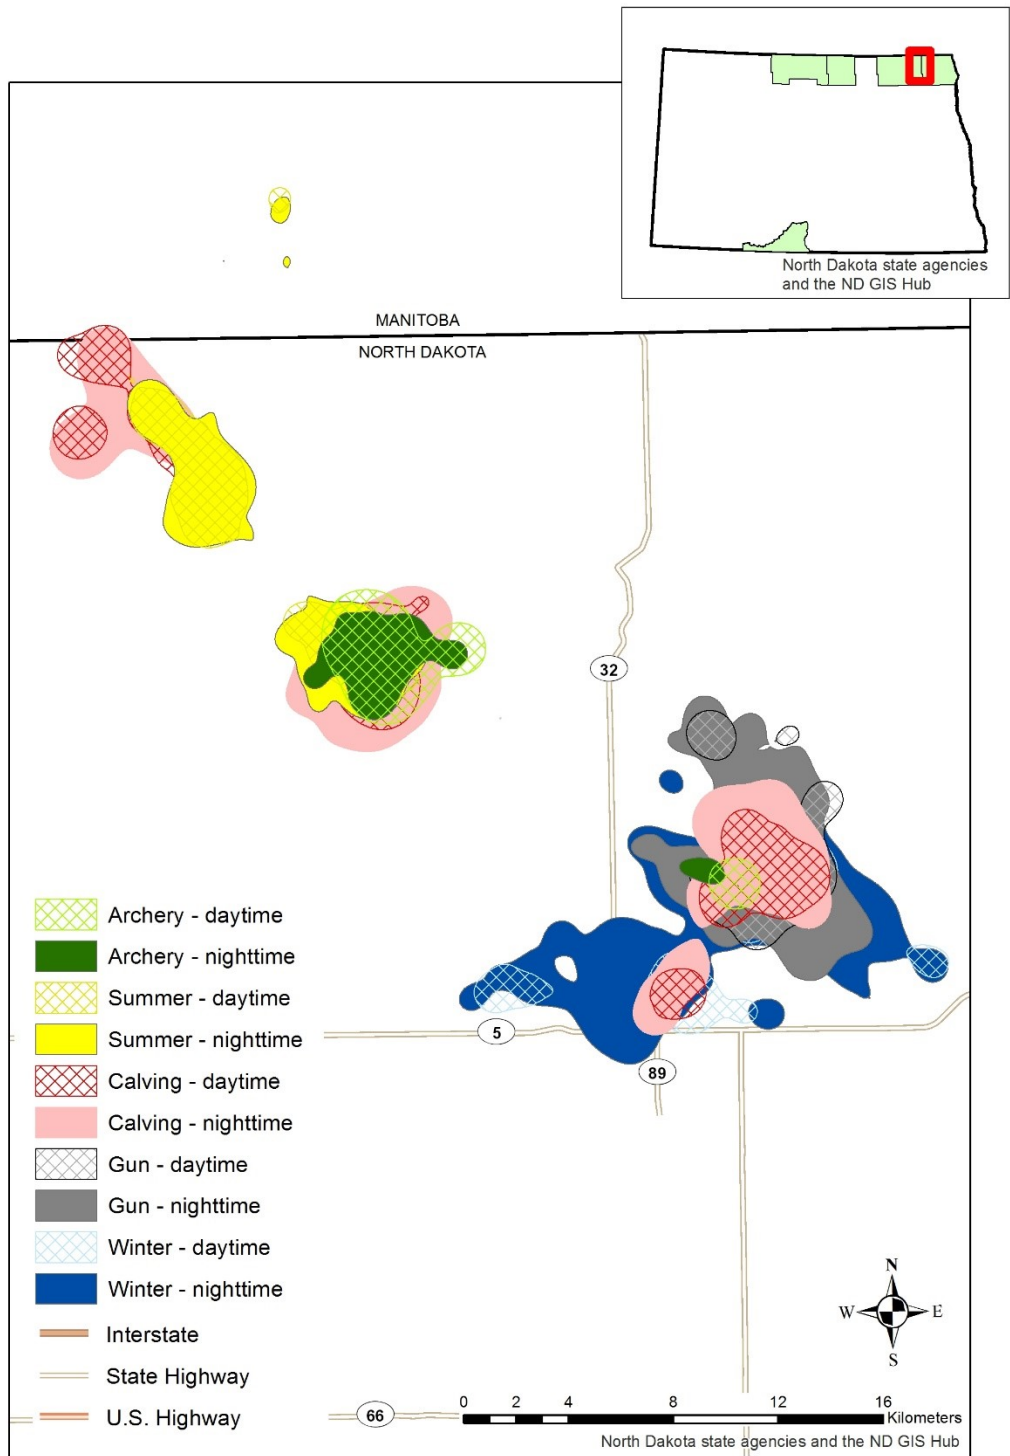 North Dakota state agencies
and the ND GIS Hub
MANITOBA
NORTH DAKOTA
32
Archery - daytime
Archery - nighttime
Summer - daytime
Summer - nighttime
Calving - daytime
Calving - nighttime
Gun - daytime
Gun - nighttime
Winter - daytime
Winter - nighttime
Interstate
State Highway
U.S. Highway
5
89
N
W E
S
66
0 2 4 8 12 16
Kilometers
North Dakota state agencies and the ND GIS Hub